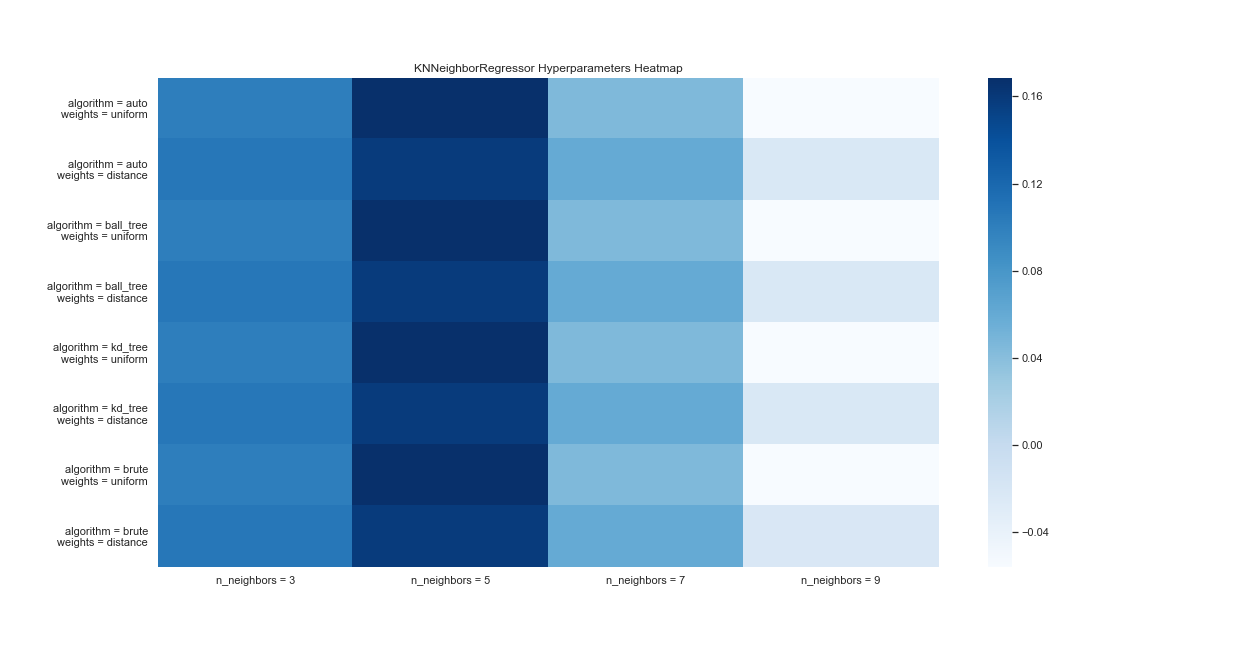 KNNeighborRegressor Hyperparameters Heatmap
algorithm = auto
weights = uniform
algorithm = auto
weights = distance
algorithm = ball_tree
weights = uniform
algorithm = ball_tree
weights = distance
algorithm = kd_tree
weights = uniform
algorithm = kd_tree
weights = distance
algorithm = brute
weights = uniform
algorithm = brute
weights = distance
n_neighbors = 3
n_neighbors = 5
n_neighbors = 7
n_neighbors = 9
0.16
0.12
0.08
0.04
0.00
−0.04